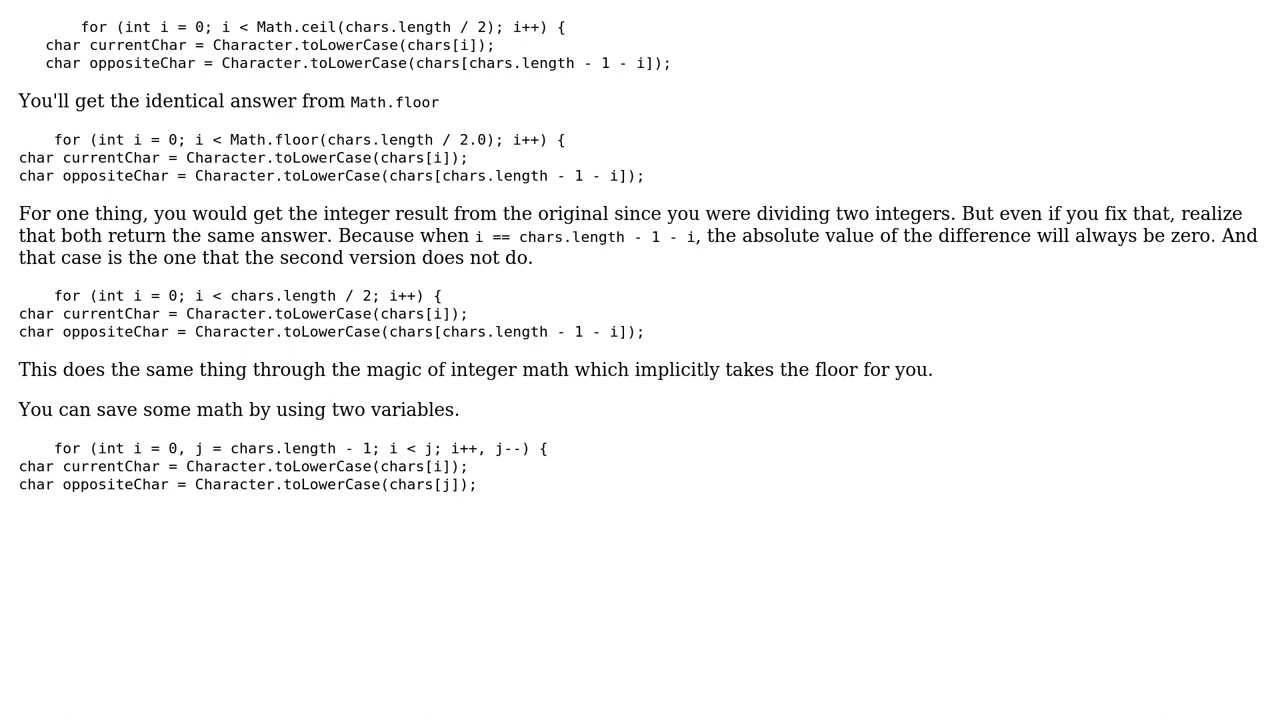 for (int i = 0; i < Math.ceil(chars.length / 2); i++) {
char currentChar = Character.toLowerCase(chars[i]);
char oppositeChar = Character.toLowerCase(chars[chars.length - 1 - i]);
You'll get the identical answer from Math.floor
for (int i = 0; i < Math.floor(chars.length / 2.0); i++) {
char currentChar = Character.toLowerCase(chars[i]);
char oppositeChar = Character.toLowerCase(chars[chars.length - 1 - i]);
For one thing, you would get the integer result from the original since you were dividing two integers. But even if you fix that, realize
that both return the same answer. Because when i == chars.length - 1 - i, the absolute value of the difference will always be zero. And
that case is the one that the second version does not do.
for (int i = 0; i < chars.length / 2; i++) {
char currentChar = Character.toLowerCase(chars[i]);
char oppositeChar = Character.toLowerCase(chars[chars.length - 1 - i]);
This does the same thing through the magic of integer math which implicitly takes the floor for you.
You can save some math by using two variables.
for (int i = 0, j = chars.length - 1; i < j; i++, j--) {
char currentChar = Character.toLowerCase(chars[i]);
char oppositeChar = Character.toLowerCase(chars[j]);